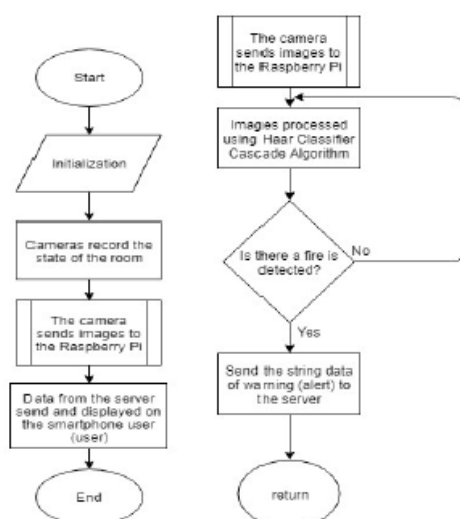 Start
Initialization
Cameras record the
state of the room
The camera
sends images to
the Raspberry Pi
Data from the server
send and displayed on
the smartphone user
(user)
End
The camera
sends images to
the Raspberry Pi
Images processed
using Haar Classifier
Cascade Algorithm
Is there a fire is
detected?
No
Yes
Send the string data
of warning (alert) to
the server
return